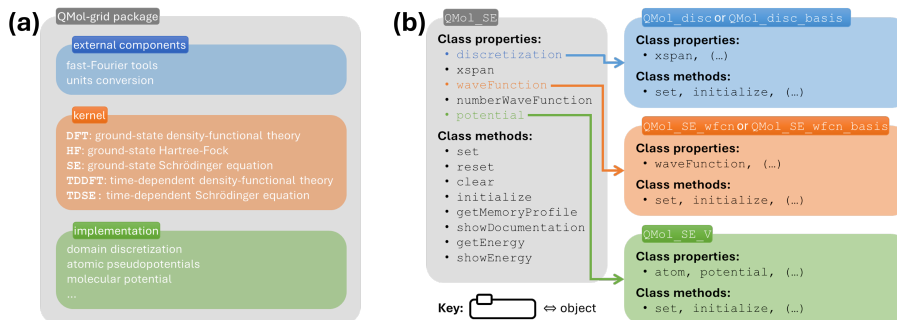 (a)
QMol-grid package
external components
fast-Fourier tools
units conversion
kernel
DFT: ground-state density-functional theory
HF: ground-state Hartree-Fock
SE: ground-state Schrödinger equation
TDDFT: time-dependent density-functional theory
TDSE: time-dependent Schrödinger equation
implementation
domain discretization
atomic pseudopotentials
molecular potential
...
(b)
QMol_SE
Class properties:
• discretization
• xspan
• waveFunction
• numberWaveFunction
• potential
Class methods:
• set
• reset
• clear
• initialize
• getMemoryProfile
• showDocumentation
• getEnergy
• showEnergy
Key: ⇔ object
QMol_disc or QMol_disc_basis
Class properties:
• xspan, (…)
Class methods:
• set, initialize, (…)
QMol_SE_wfcn or QMol_SE_wfcn_basis
Class properties:
• waveFunction, (…)
Class methods:
• set, initialize, (…)
QMol_SE_V
Class properties:
• atom, potential, (…)
Class methods:
• set, initialize, (…)